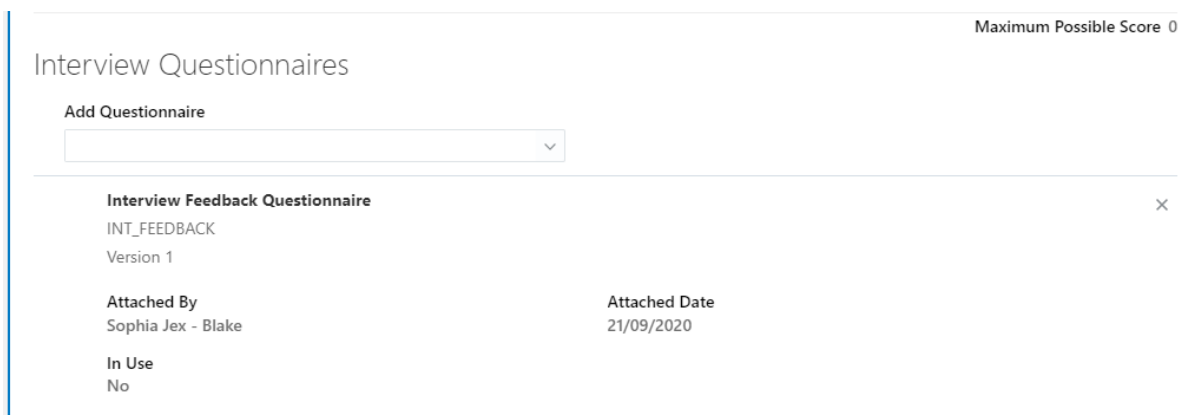 Maximum Possible Score 0
Interview Questionnaires
Add Questionnaire
Interview Feedback Questionnaire
INT_FEEDBACK
Version 1
Attached By
Attached Date
Sophia Jex - Blake
21/09/2020
In Use
No